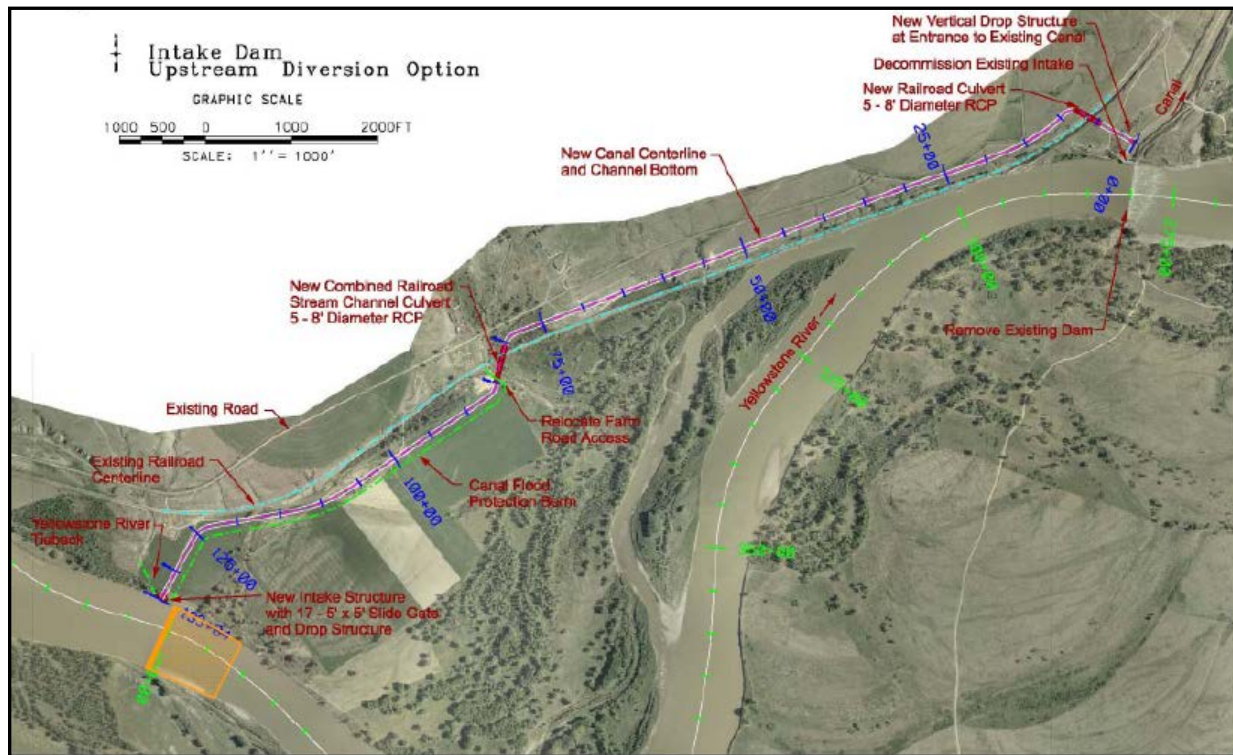 Intake Dam
Upstream Diversion Option
GRAPHIC SCALE
1000 500 0 1000 2000FT
SCALE: 1''= 1000'
New Vertical Drop Structure
at Entrance to Existing Canal
Decommission Existing Intake
New Railroad Culvert
5 - 8' Diameter RCP
Canal
New Canal Centerline
and Channel Bottom
25+00
0+00
50+00
New Combined Railroad
Stream Channel Culvert
5 - 8' Diameter RCP
75+00
Yellowstone River
Remove Existing Dam
Existing Road
Relocate Farm
Road Access
Existing Railroad
Centerline
Canal Flood
Protection Berm
100+00
Yellowstone River
Tieback
125+00
New Intake Structure
with 17 - 5' x 5' Slide Gate
and Drop Structure